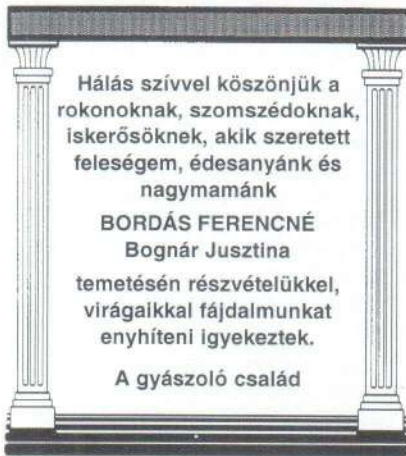 Hálás szívvel köszönjük a
rokonoknak, szomszédoknak,
iskerősöknek, akik szeretett
feleségem, édesanyánk és
nagymamánk
BORDÁS FERENCNÉ
Bognár Jusztina
temetésén részvételükkel,
virágaikkal fájdalmunkat
enyhíteni igyekeztek.
A gyászoló család